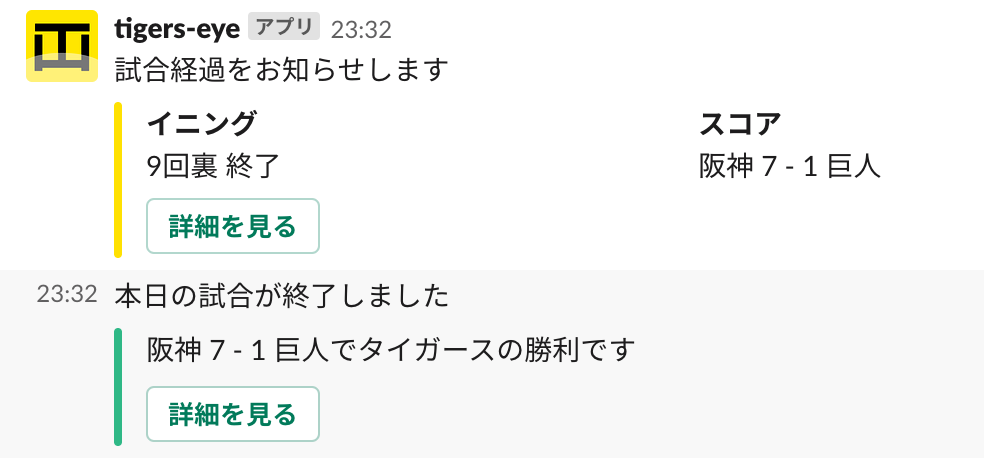 tigers-eye アプリ 23:32
試合経過をお知らせします
イニング
9回裏 終了
スコア
阪神 7 - 1 巨人
詳細を見る
23:32 本日の試合が終了しました
阪神 7 - 1 巨人でタイガースの勝利です
詳細を見る